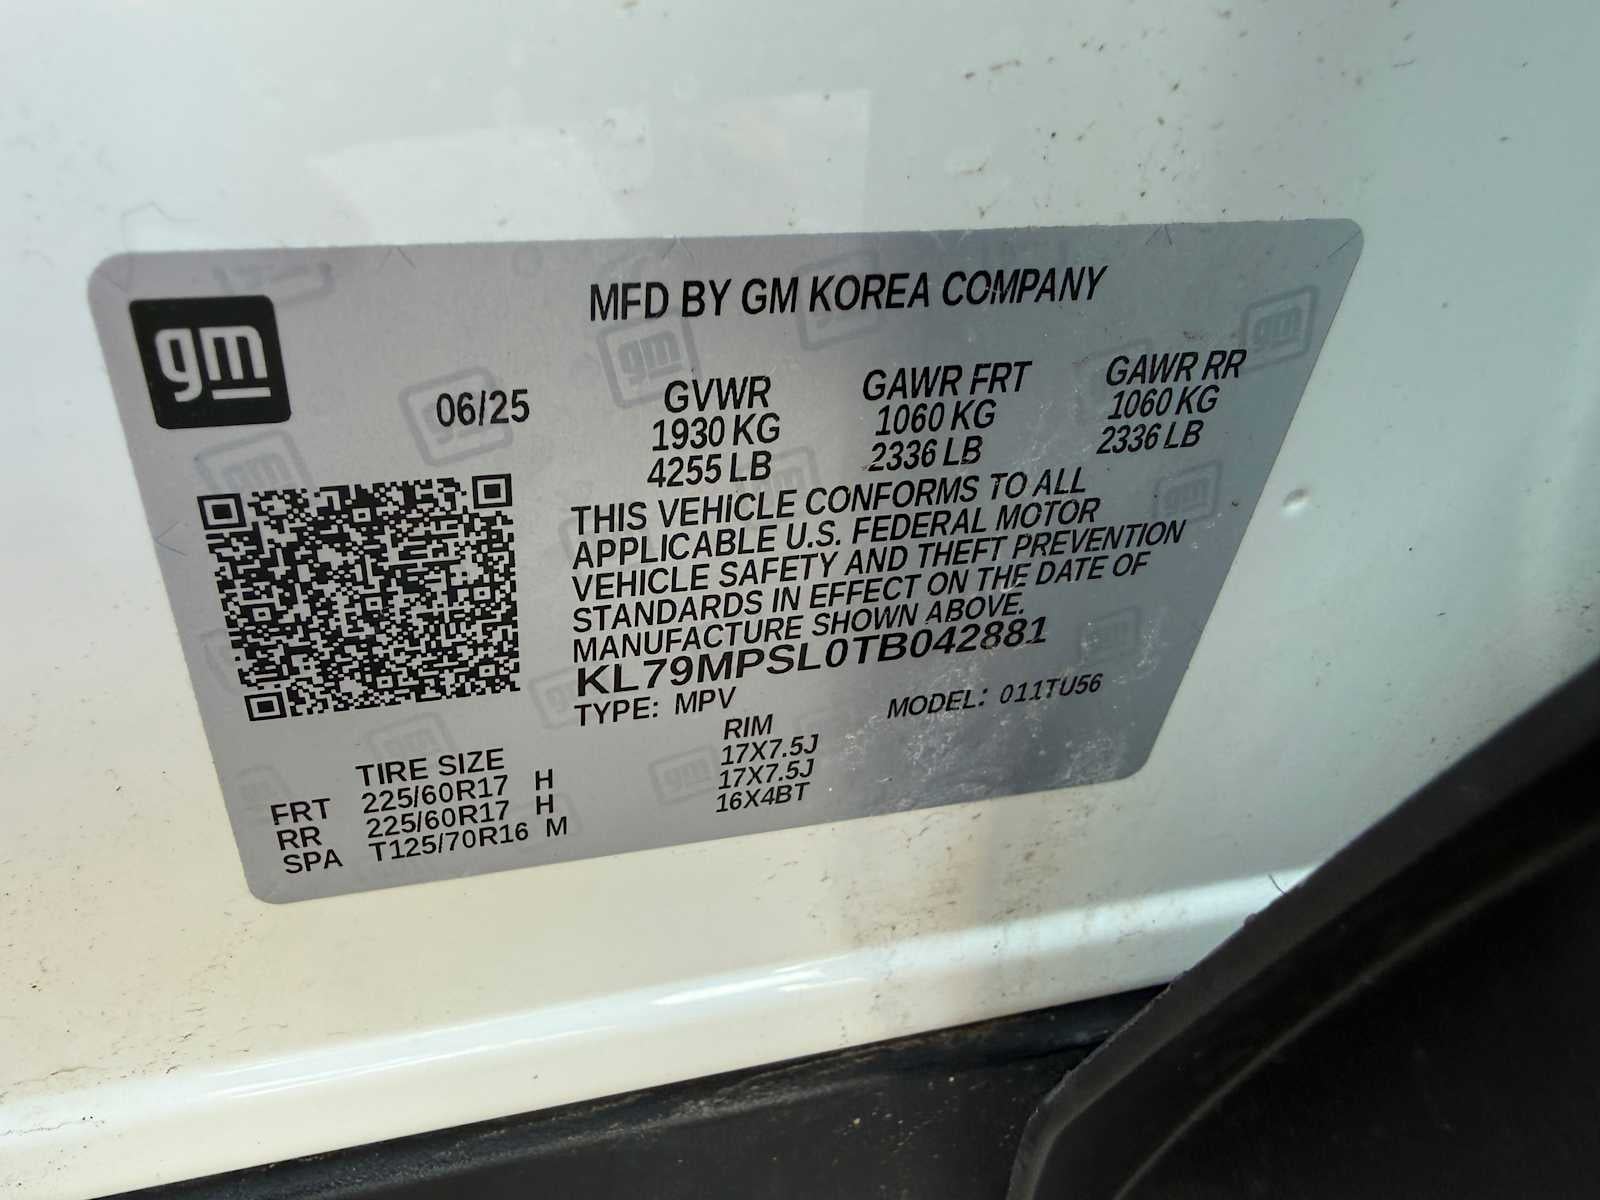 gm
MFD BY GM KOREA COMPANY
06/25
GVWR GAWR FRT GAWR RR
1930 KG 1060 KG 1060 KG
4255 LB 2336 LB 2336 LB
THIS VEHICLE CONFORMS TO ALL
APPLICABLE U.S. FEDERAL MOTOR
VEHICLE SAFETY AND THEFT PREVENTION
STANDARDS IN EFFECT ON THE DATE OF
MANUFACTURE SHOWN ABOVE.
KL79MPSL0TB042881
TYPE: MPV MODEL: 011TU56
TIRE SIZE RIM
FRT 225/60R17 H 17X7.5J
RR 225/60R17 H 17X7.5J
SPA T125/70R16 M 16X4BT